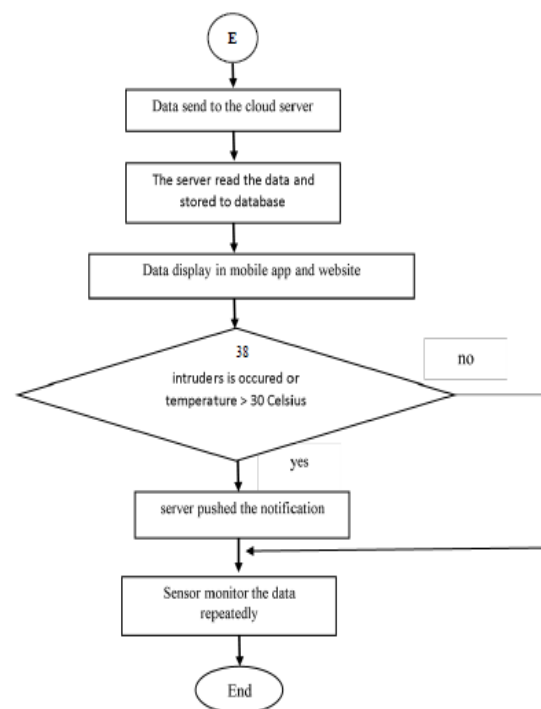 E
Data send to the cloud server
The server read the data and
stored to database
Data display in mobile app and website
38
intruders is occured or
temperature > 30 Celsius
no
yes
server pushed the notification
Sensor monitor the data
repeatedly
End